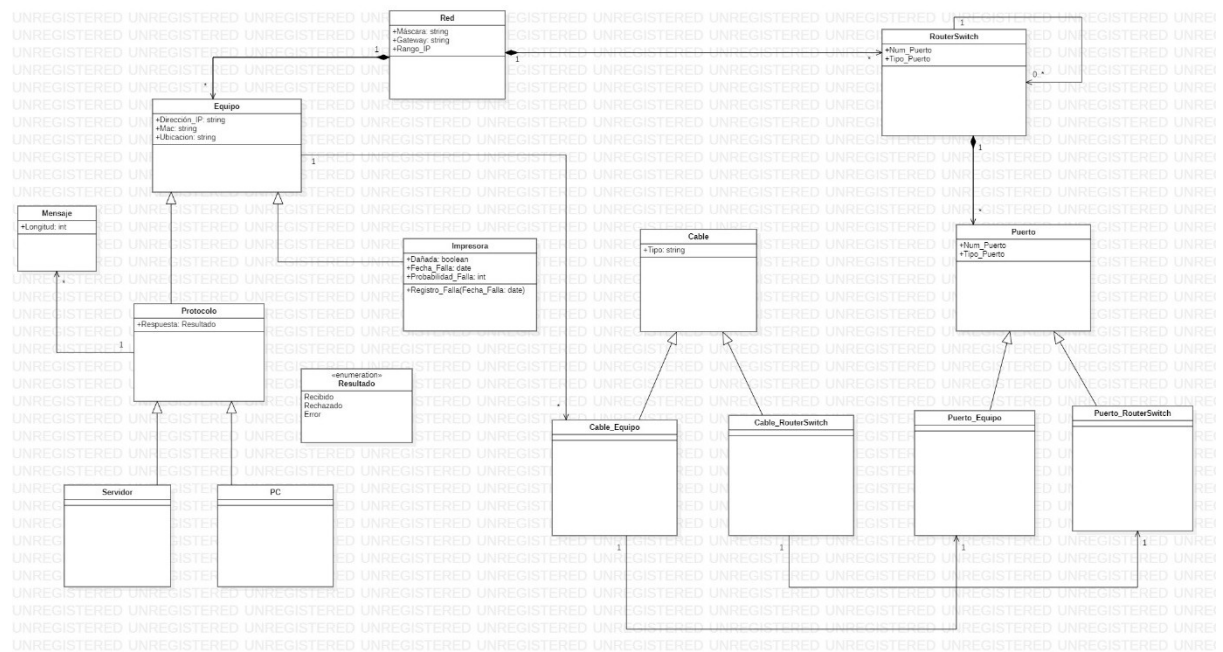 Red
+Máscara: string
+Gateway: string
+Rango_IP
1
1
*
*
RouterSwitch
+Num_Puerto
+Tipo_Puerto
1
0..*
1
*
Equipo
+Dirección_IP: string
+Mac: string
+Ubicacion: string
1
*
Mensaje
+Longitud: int
*
1
Impresora
+Dañada: boolean
+Fecha_Falla: date
+Probabilidad_Falla: int
+Registro_Falla(Fecha_Falla: date)
Cable
+Tipo: string
Puerto
+Num_Puerto
+Tipo_Puerto
Protocolo
+Respuesta: Resultado
«enumeration»
Resultado
Recibido
Rechazado
Error
Cable_Equipo
Cable_RouterSwitch
Puerto_Equipo
Puerto_RouterSwitch
Servidor
PC
1
1
1
1
UNREGISTERED